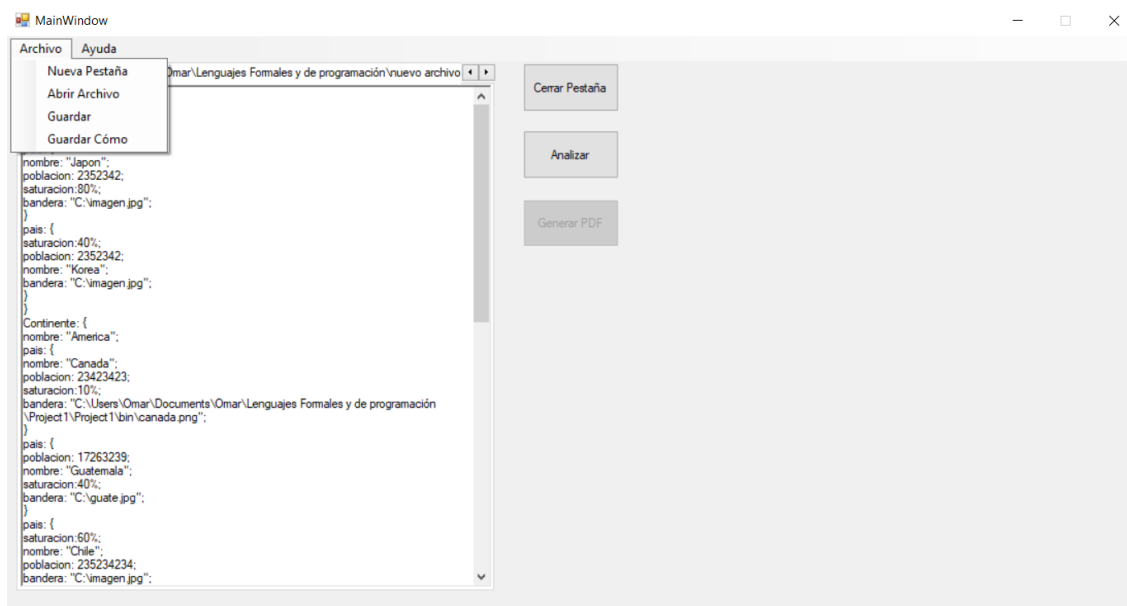 MainWindow
Archivo Ayuda
Nueva Pestaña
Abrir Archivo
Guardar
Guardar Cómo
Omar\Lenguajes Formales y de programación\nuevo archivo
nombre: "Japon";
poblacion: 2352342;
saturacion:80%;
bandera: "C:\imagen.jpg";
}
pais: {
saturacion:40%;
poblacion: 2352342;
nombre: "Korea";
bandera: "C:\imagen.jpg";
}
}
Continente: {
nombre: "America";
pais: {
nombre: "Canada";
poblacion: 23423423;
saturacion:10%;
bandera: "C:\Users\Omar\Documents\Omar\Lenguajes Formales y de programación
\Project1\Project1\bin\canada.png";
}
pais: {
poblacion: 17263239;
nombre: "Guatemala";
saturacion:40%;
bandera: "C:\guate.jpg";
}
pais: {
saturacion:60%;
nombre: "Chile";
poblacion: 235234234;
bandera: "C:\imagen.jpg";
Cerrar Pestaña
Analizar
Generar PDF